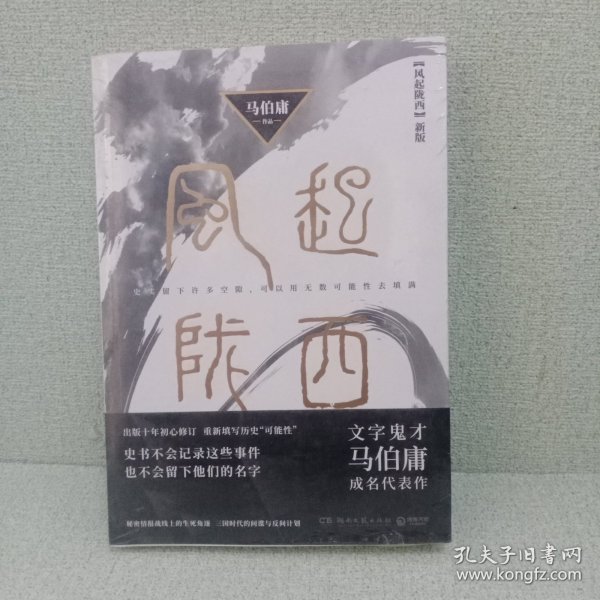 【风起陇西】新版
马伯庸
作品
风起
史书留下许多空隙,可以用无数可能性去填满
陇西
出版十年初心修订 重新填写历史“可能性”
史书不会记录这些事件
也不会留下他们的名字
文字鬼才
马伯庸
成名代表作
秘密情报战线上的生死角逐 三国时代的间谍与反间计划
湖南文艺出版社
博集天卷
孔夫子旧书网
www.kongfz.com